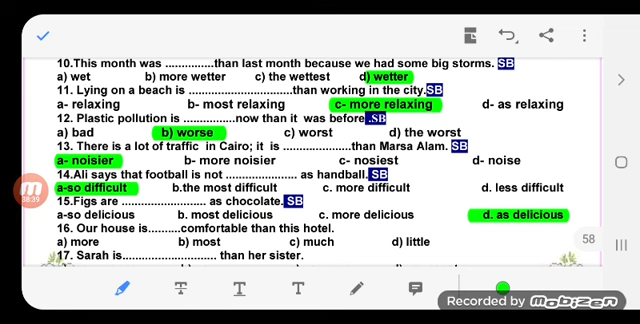 10.This month was ...............than last month because we had some big storms. SB
a) wet b) more wetter c) the wettest d) wetter
11. Lying on a beach is ................................than working in the city.SB
a- relaxing b- most relaxing c- more relaxing d- as relaxing
12. Plastic pollution is ................now than it was before .SB
a) bad b) worse c) worst d) the worst
13. There is a lot of traffic in Cairo; it is .....................than Marsa Alam. SB
a- noisier b- more noisier c- nosiest d- noise
14.Ali says that football is not ...................... as handball.SB
a-so difficult b.the most difficult c. more difficult d. less difficult
15.Figs are .......................... as chocolate.SB
a-so delicious b. most delicious c. more delicious d. as delicious
16. Our house is..........comfortable than this hotel.
a) more b) most c) much d) little
17. Sarah is............................. than her sister.
38:39
58
Recorded by Mobizen